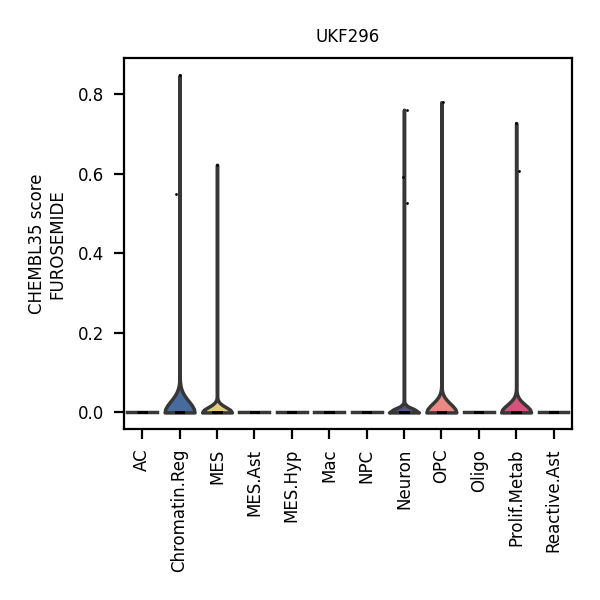 UKF296
CHEMBL35 score
FUROSEMIDE
0.8
0.6
0.4
0.2
0.0
AC
Chromatin.Reg
MES
MES.Ast
MES.Hyp
Mac
NPC
Neuron
OPC
Oligo
Prolif.Metab
Reactive.Ast